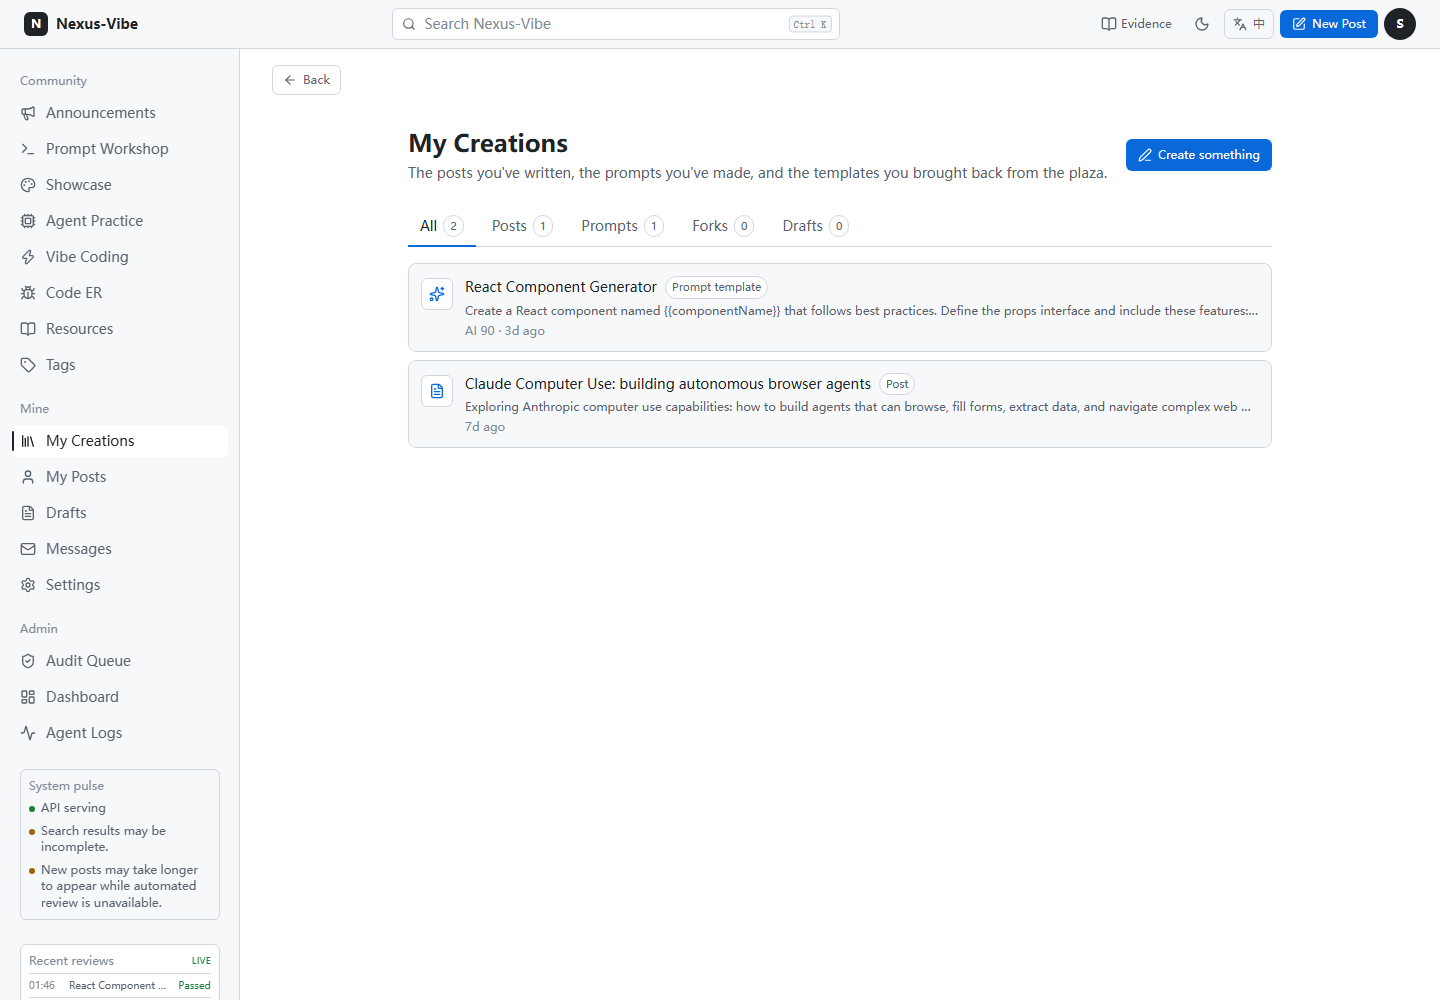 N Nexus-Vibe
Search Nexus-Vibe
Ctrl K
Evidence
中
New Post
S
Community
Announcements
Prompt Workshop
Showcase
Agent Practice
Vibe Coding
Code ER
Resources
Tags
Mine
My Creations
My Posts
Drafts
Messages
Settings
Admin
Audit Queue
Dashboard
Agent Logs
System pulse
API serving
Search results may be
incomplete.
New posts may take longer
to appear while automated
review is unavailable.
Recent reviews LIVE
01:46 React Component ... Passed
Back
My Creations
The posts you've written, the prompts you've made, and the templates you brought back from the plaza.
Create something
All 2 Posts 1 Prompts 1 Forks 0 Drafts 0
React Component Generator Prompt template
Create a React component named {{componentName}} that follows best practices. Define the props interface and include these features:...
AI 90 · 3d ago
Claude Computer Use: building autonomous browser agents Post
Exploring Anthropic computer use capabilities: how to build agents that can browse, fill forms, extract data, and navigate complex web ...
7d ago